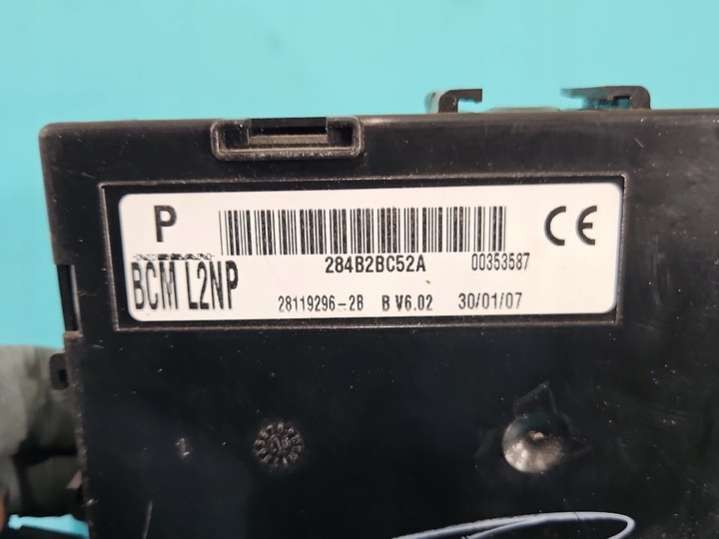 P
CE
284B2BC52A 00353587
BCM L2NP
28119296-2B B V6.02 30/01/07